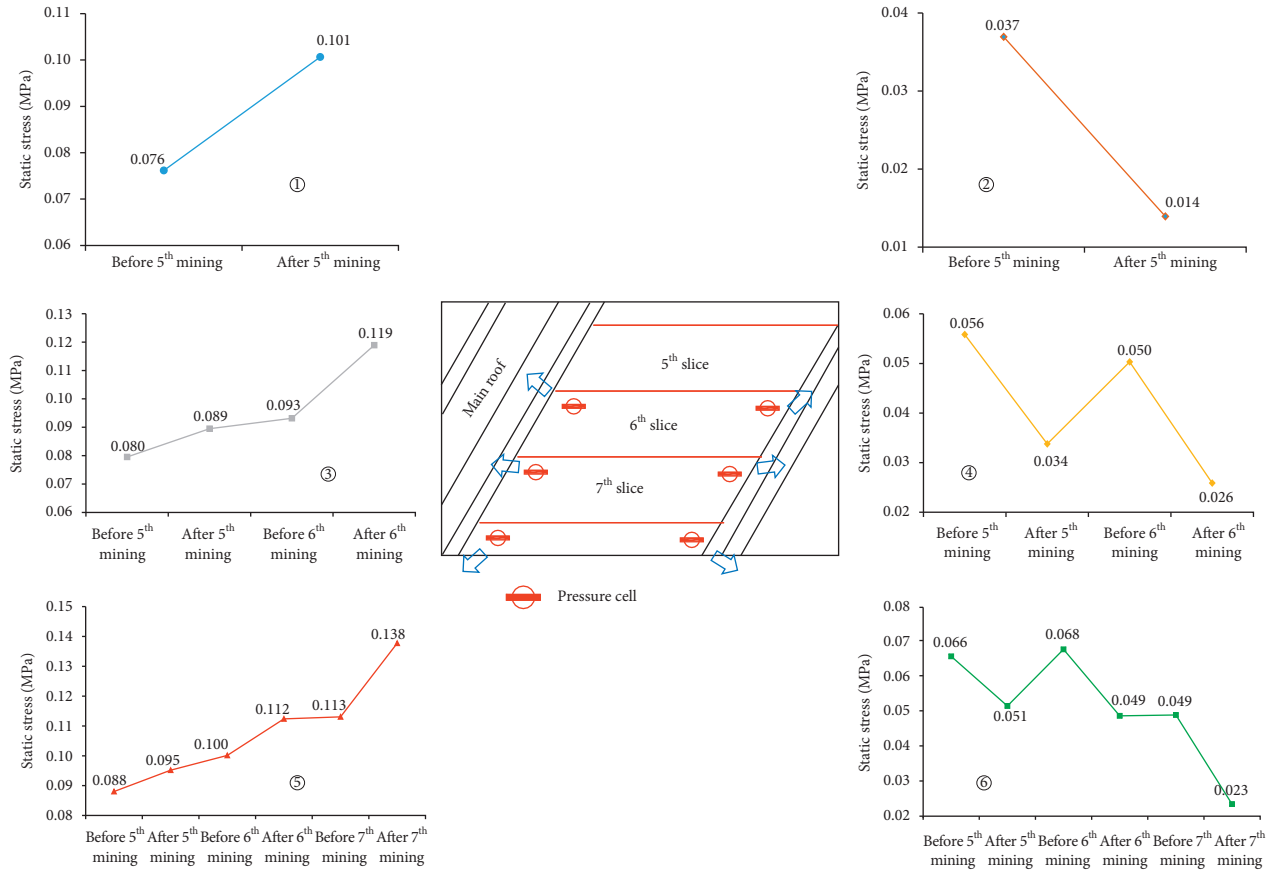 0.11
0.10
0.09
0.08
0.07
0.06
Static stress (MPa)
0.076
0.101
①
Before 5th mining
After 5th mining
0.04
0.03
0.02
0.01
Static stress (MPa)
0.037
0.014
②
Before 5th mining
After 5th mining
0.13
0.12
0.11
0.10
0.09
0.08
0.07
0.06
Static stress (MPa)
0.080
0.089
0.093
0.119
③
Before 5th
mining
After 5th
mining
Before 6th
mining
After 6th
mining
Main roof
5th slice
6th slice
7th slice
Pressure cell
0.06
0.05
0.04
0.03
0.02
Static stress (MPa)
0.056
0.034
0.050
0.026
④
Before 5th
mining
After 5th
mining
Before 6th
mining
After 6th
mining
0.15
0.14
0.13
0.12
0.11
0.10
0.09
0.08
Static stress (MPa)
0.088
0.095
0.100
0.112
0.113
0.138
⑤
Before 5th
mining
After 5th
mining
Before 6th
mining
After 6th
mining
Before 7th
mining
After 7th
mining
0.08
0.07
0.06
0.05
0.04
0.03
0.02
Static stress (MPa)
0.066
0.051
0.068
0.049
0.049
0.023
⑥
Before 5th
mining
After 5th
mining
Before 6th
mining
After 6th
mining
Before 7th
mining
After 7th
mining